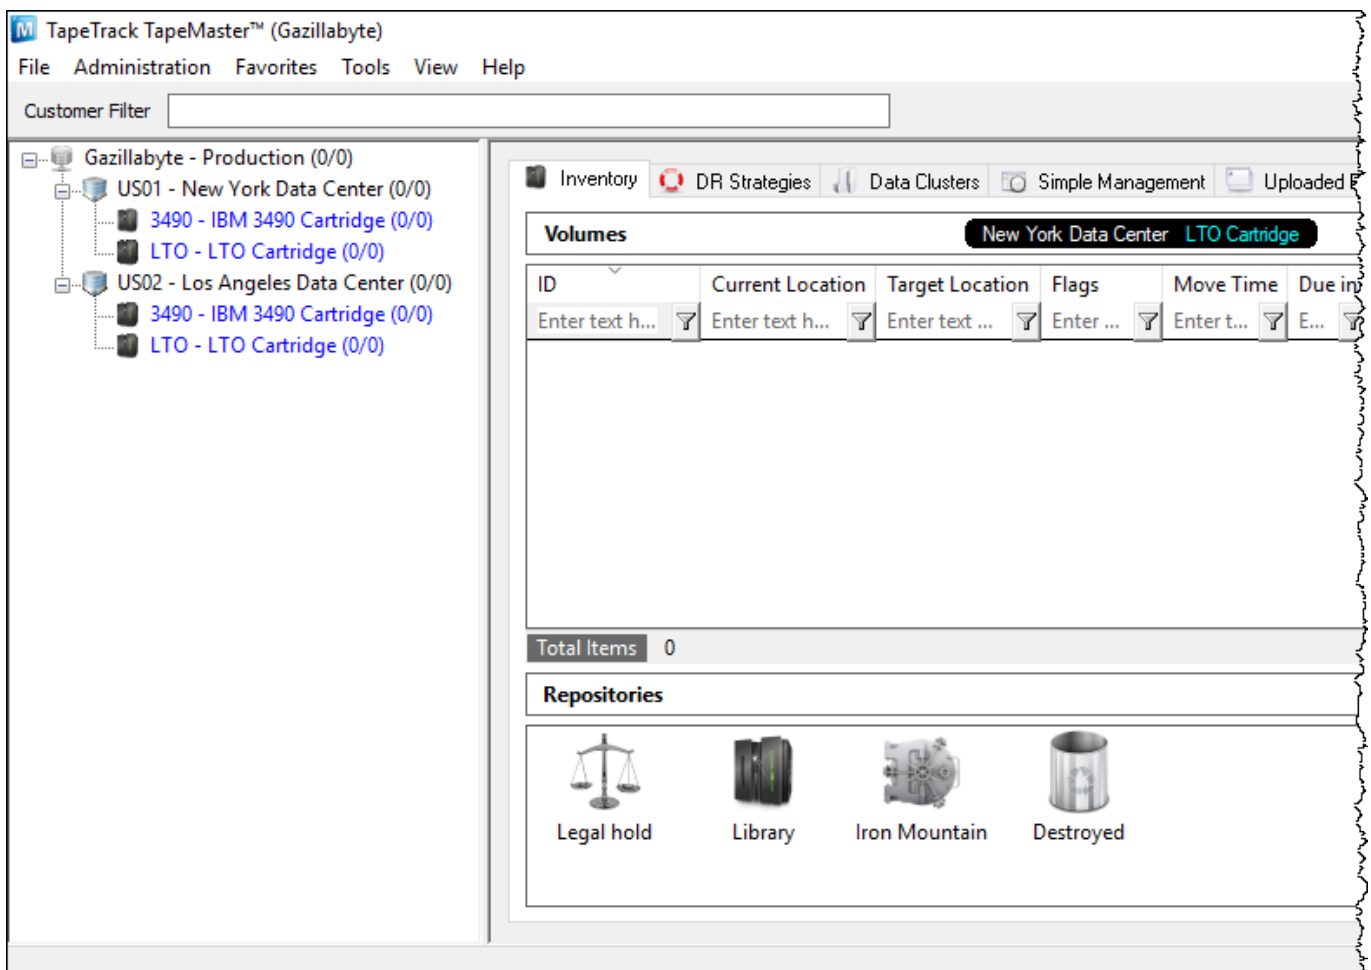 TapeTrack TapeMaster™ (Gazillabyte)
File Administration Favorites Tools View Help
Customer Filter
Gazillabyte - Production (0/0)
US01 - New York Data Center (0/0)
3490 - IBM 3490 Cartridge (0/0)
LTO - LTO Cartridge (0/0)
US02 - Los Angeles Data Center (0/0)
3490 - IBM 3490 Cartridge (0/0)
LTO - LTO Cartridge (0/0)
Inventory DR Strategies Data Clusters Simple Management Uploaded
Volumes New York Data Center LTO Cartridge
ID Current Location Target Location Flags Move Time Due in
Enter text h... Enter text h... Enter text ... Enter ... Enter t... E...
Total Items 0
Repositories
Legal hold Library Iron Mountain Destroyed